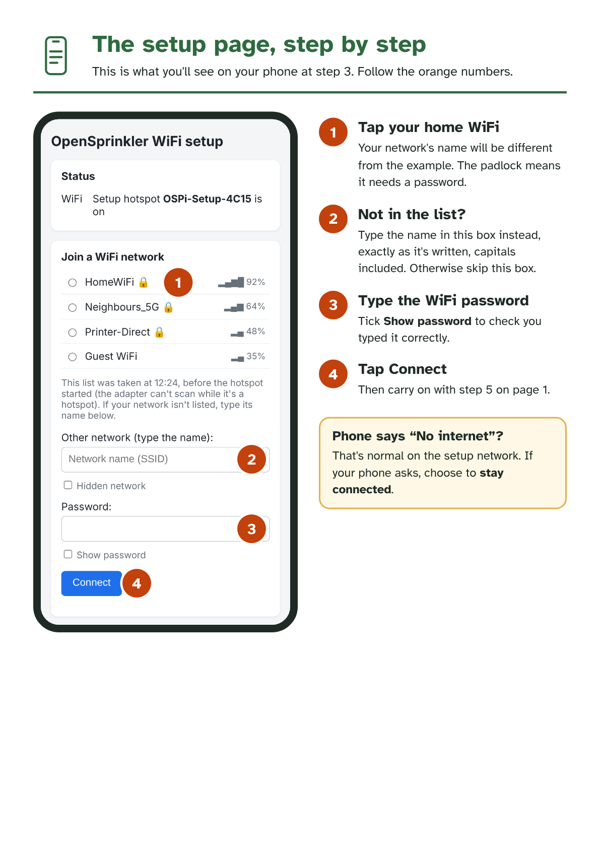 The setup page, step by step
This is what you'll see on your phone at step 3. Follow the orange numbers.
OpenSprinkler WiFi setup
Status
WiFi Setup hotspot OSPi-Setup-4C15 is
on
Join a WiFi network
HomeWiFi 🔒 1 92%
Neighbours_5G 🔒 64%
Printer-Direct 🔒 48%
Guest WiFi 35%
This list was taken at 12:24, before the hotspot
started (the adapter can't scan while it's a
hotspot). If your network isn't listed, type its
name below.
Other network (type the name):
Network name (SSID) 2
Hidden network
Password:
3
Show password
Connect 4
1 Tap your home WiFi
Your network's name will be different
from the example. The padlock means
it needs a password.
2 Not in the list?
Type the name in this box instead,
exactly as it's written, capitals
included. Otherwise skip this box.
3 Type the WiFi password
Tick Show password to check you
typed it correctly.
4 Tap Connect
Then carry on with step 5 on page 1.
Phone says “No internet”?
That's normal on the setup network. If
your phone asks, choose to stay
connected.